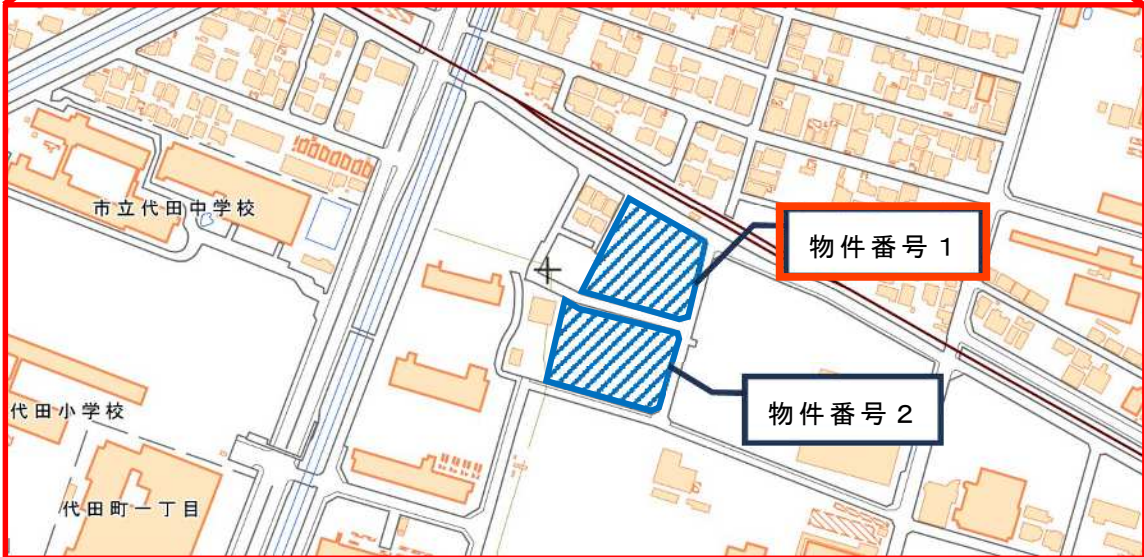 市立代田中学校
物件番号１
物件番号２
代田小学校
代田町一丁目